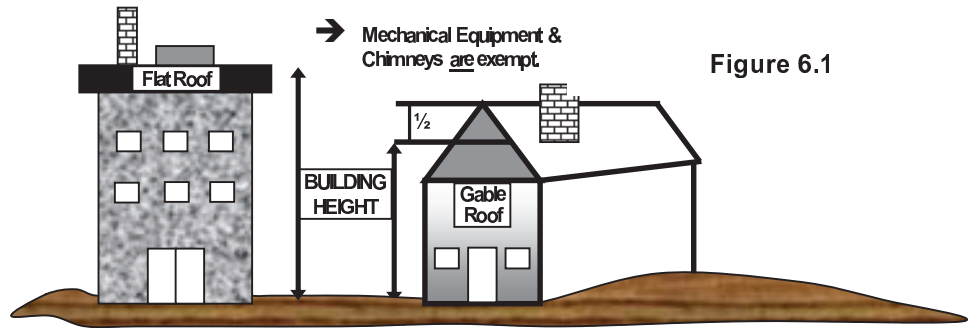 ➔ Mechanical Equipment &
Chimneys are exempt.
Figure 6.1
Flat Roof
½
BUILDING
HEIGHT
Gable
Roof